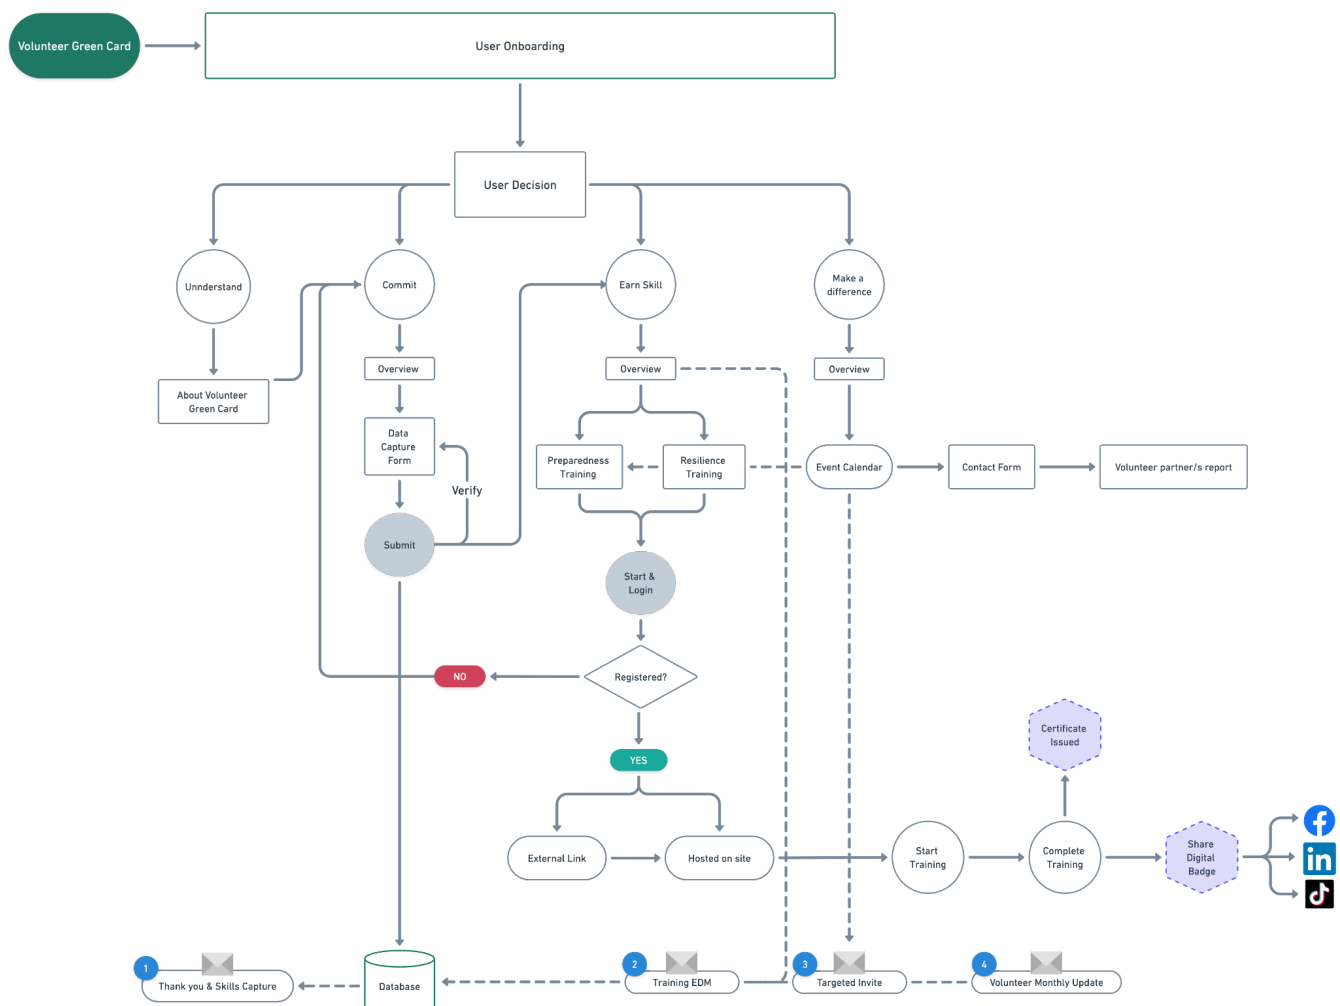 Volunteer Green Card
User Onboarding
User Decision
Unnderstand
Commit
Earn Skill
Make a
difference
Overview
Overview
Overview
About Volunteer
Green Card
Data
Capture
Form
Verify
Preparedness
Training
Resilience
Training
Event Calendar
Contact Form
Volunteer partner/s report
Submit
Start &
Login
Registered?
NO
YES
Certificate
Issued
External Link
Hosted on site
Start
Training
Complete
Training
Share
Digital
Badge
in
1
Thank you & Skills Capture
Database
2
Training EDM
3
Targeted Invite
4
Volunteer Monthly Update